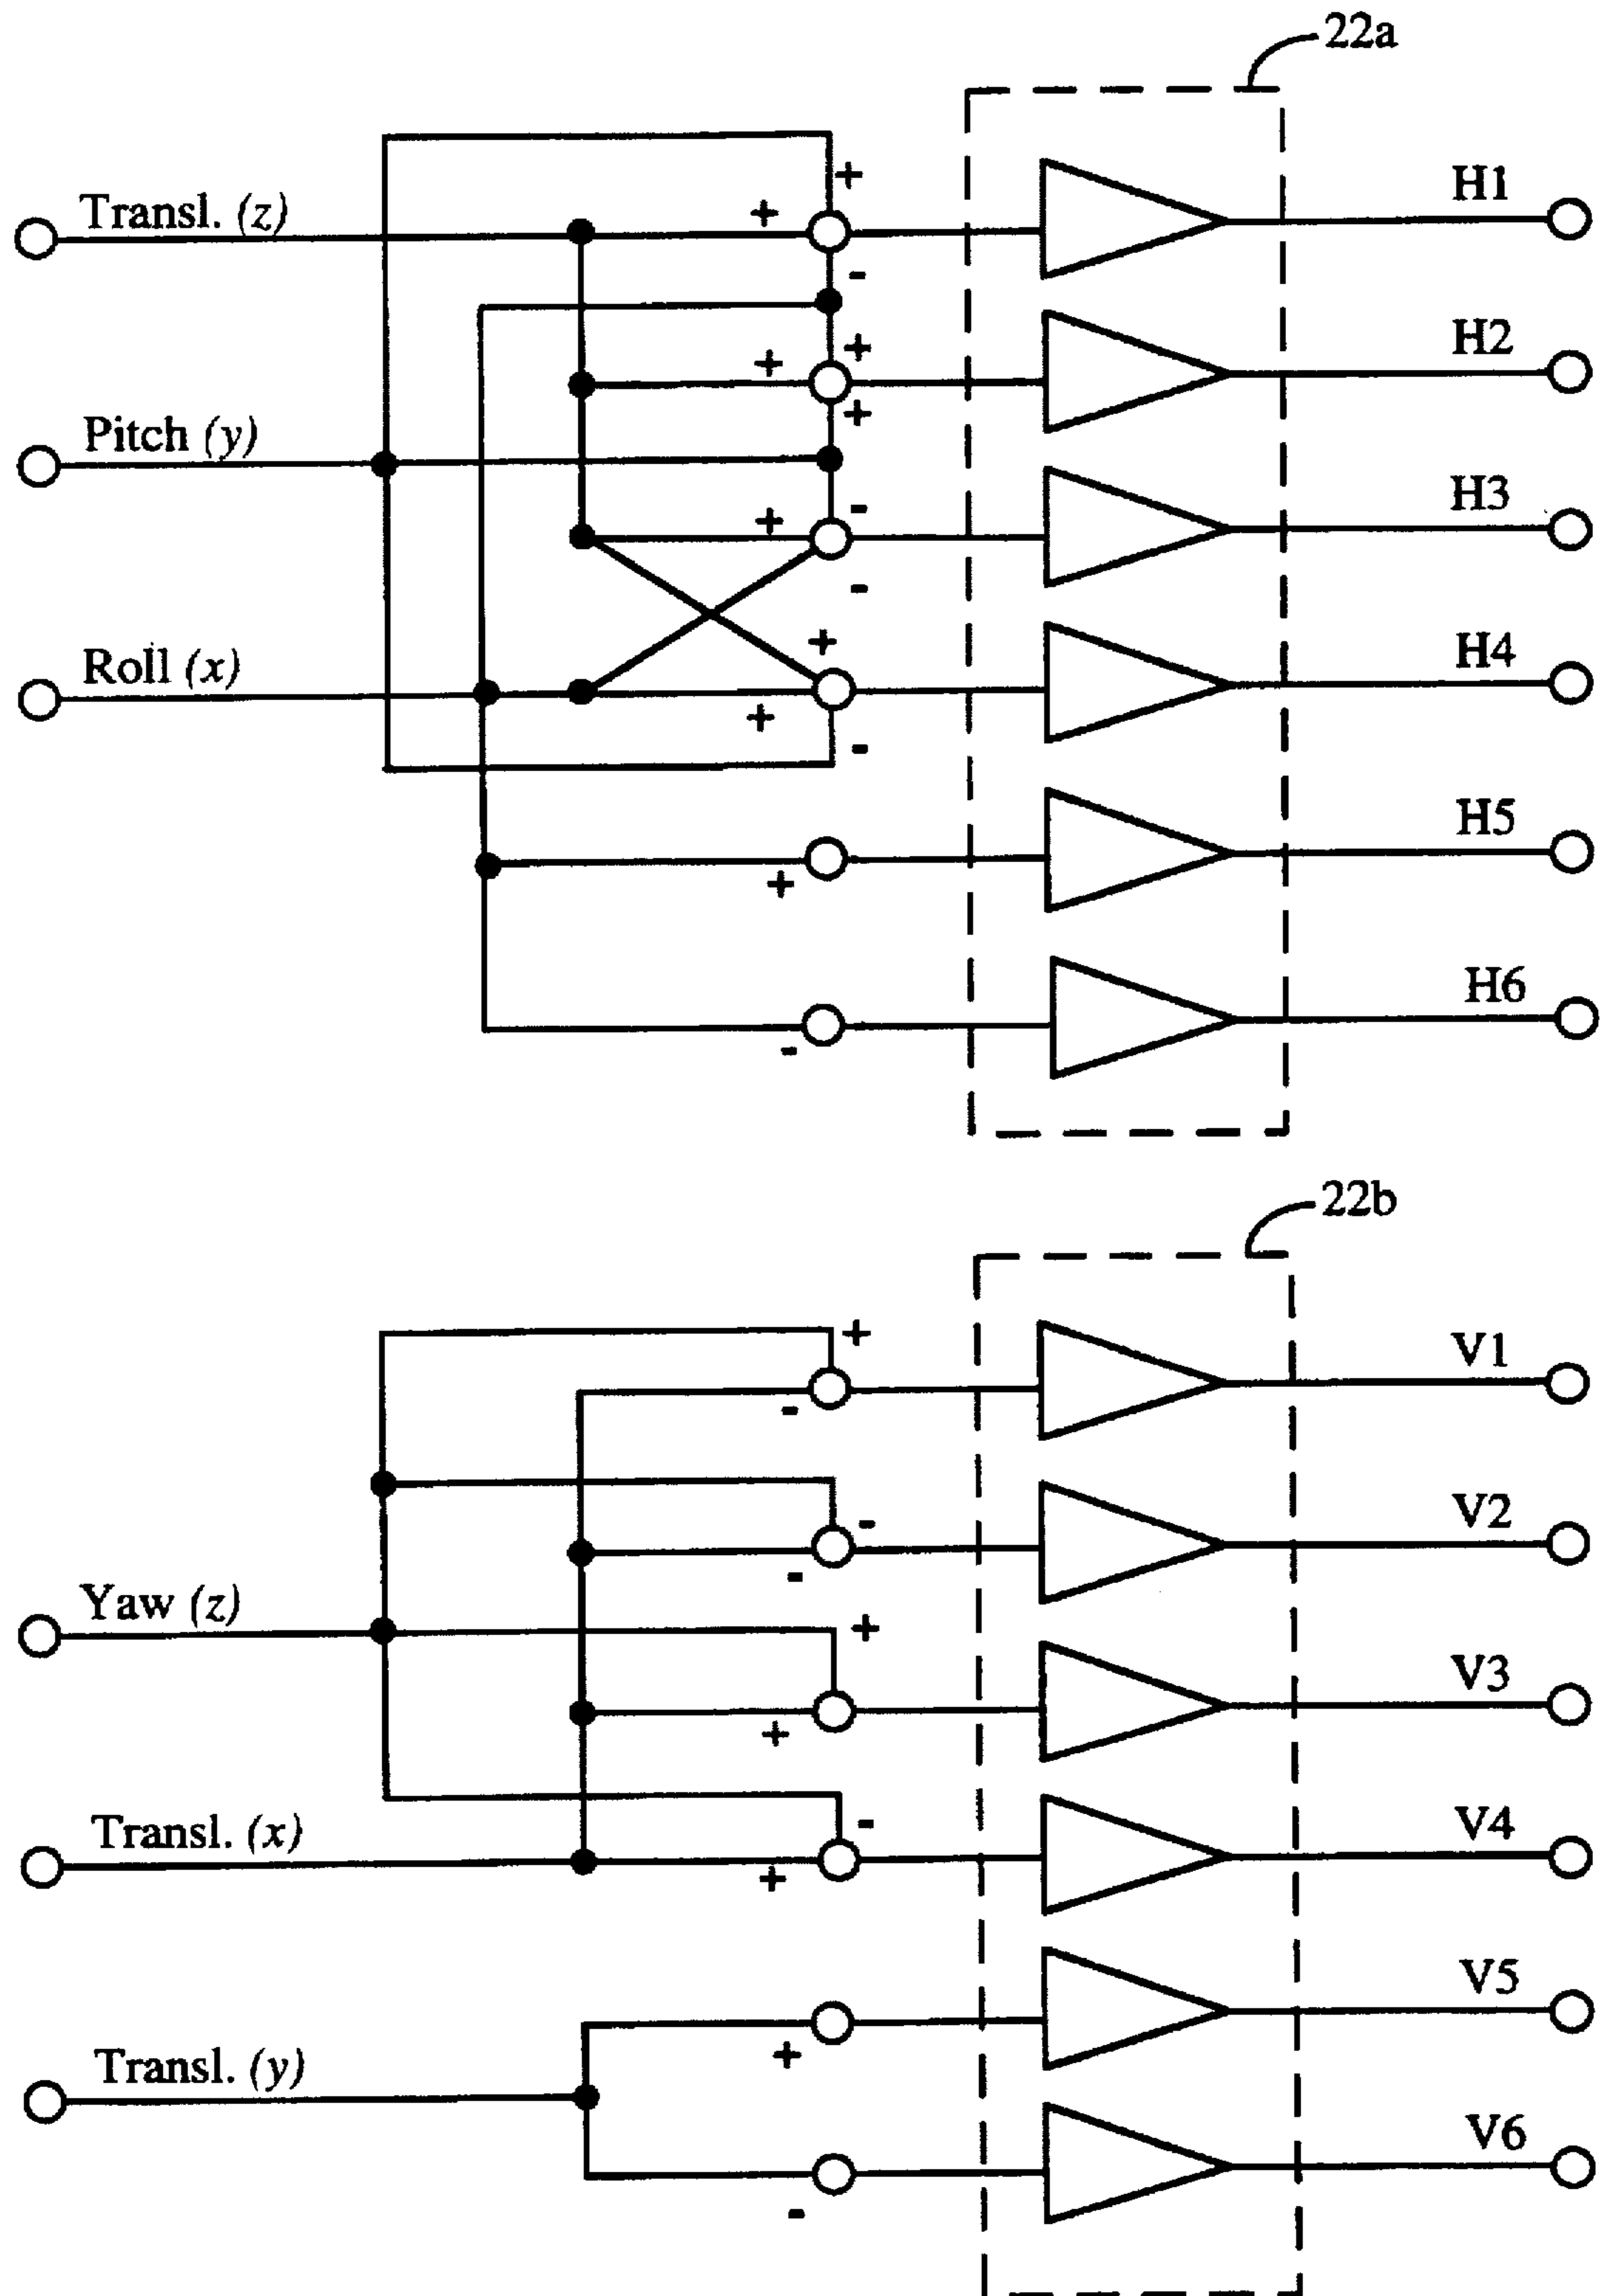 22a
Transl. (z)
+
+
-
H1
+
+
+
H2
Pitch (y)
-
+
-
H3
Roll (x)
+
+
-
H4
+
H5
-
H6
22b
+
-
V1
-
-
V2
Yaw (z)
+
+
V3
Transl. (x)
-
+
V4
Transl. (y)
+
V5
-
V6